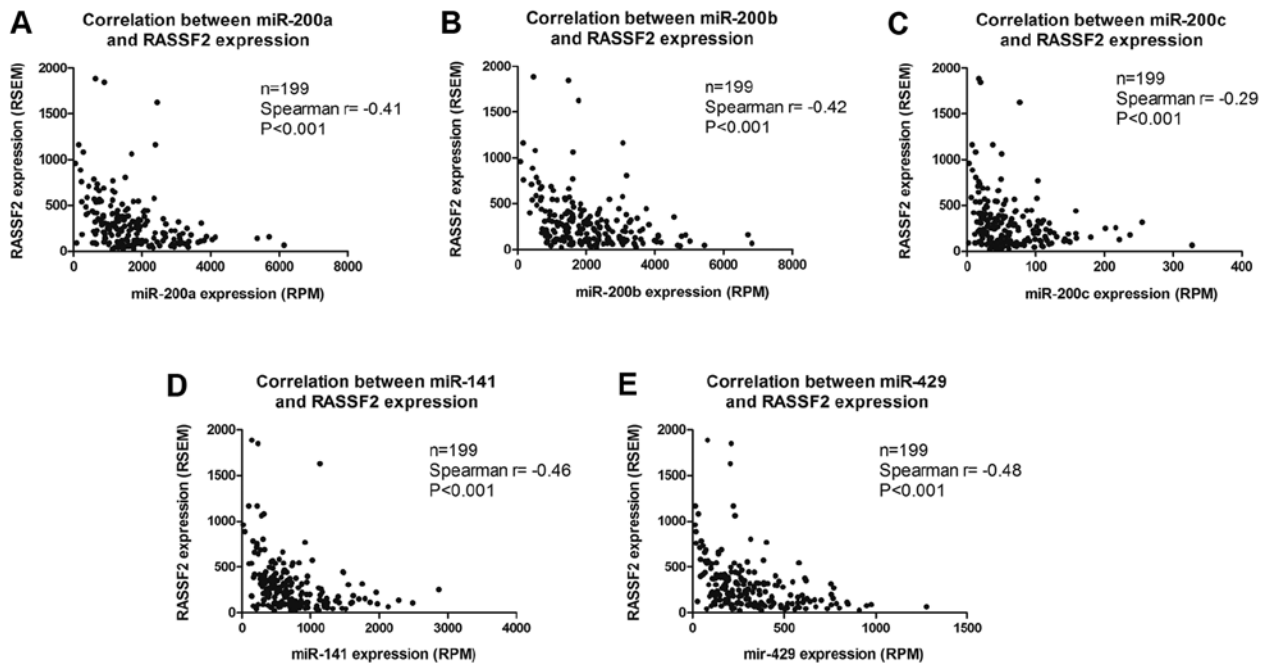 A
Correlation between miR-200a
and RASSF2 expression
RASSF2 expression (RSEM)
2000
1500
1000
500
0
n=199
Spearman r= -0.41
P<0.001
0 2000 4000 6000 8000
miR-200a expression (RPM)
B
Correlation between miR-200b
and RASSF2 expression
RASSF2 expression (RSEM)
2000
1500
1000
500
0
n=199
Spearman r= -0.42
P<0.001
0 2000 4000 6000 8000
miR-200b expression (RPM)
C
Correlation between miR-200c
and RASSF2 expression
RASSF2 expression (RSEM)
2000
1500
1000
500
0
n=199
Spearman r= -0.29
P<0.001
0 100 200 300 400
miR-200c expression (RPM)
D
Correlation between miR-141
and RASSF2 expression
RASSF2 expression (RSEM)
2000
1500
1000
500
0
n=199
Spearman r= -0.46
P<0.001
0 1000 2000 3000 4000
miR-141 expression (RPM)
E
Correlation between miR-429
and RASSF2 expression
RASSF2 expression (RSEM)
2000
1500
1000
500
0
n=199
Spearman r= -0.48
P<0.001
0 500 1000 1500
mir-429 expression (RPM)